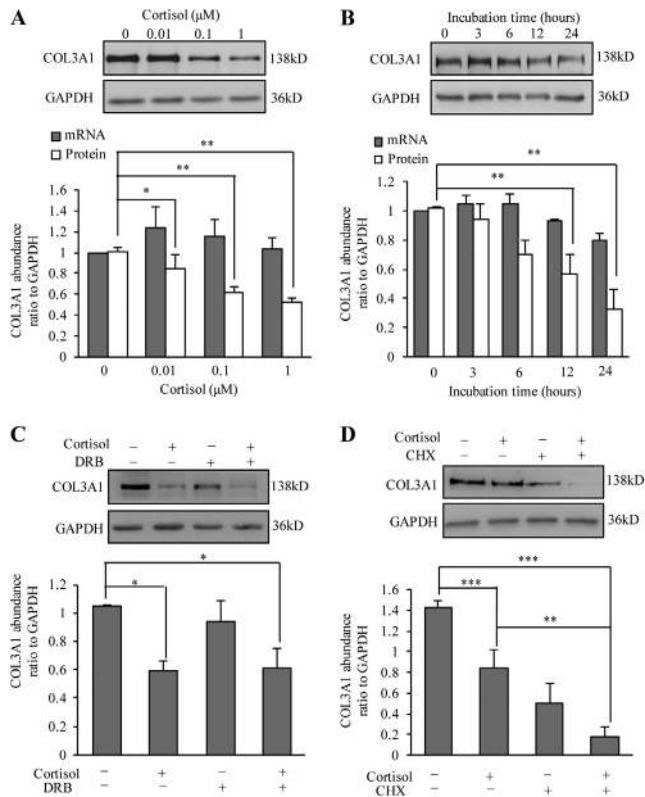 A
Cortisol (μM)
0 0.01 0.1 1
COL3A1 138kD
GAPDH 36kD
mRNA
Protein
**
**
*
1.4
1.2
1
0.8
0.6
0.4
0.2
0
COL3A1 abundance
ratio to GAPDH
0 0.01 0.1 1
Cortisol (μM)
B
Incubation time (hours)
0 3 6 12 24
COL3A1 138kD
GAPDH 36kD
mRNA
Protein
**
**
1.2
1
0.8
0.6
0.4
0.2
0
COL3A1 abundance
ratio to GAPDH
0 3 6 12 24
Incubation time (hours)
C
Cortisol – + – +
DRB – – + +
COL3A1 138kD
GAPDH 36kD
*
*
1.2
1
0.8
0.6
0.4
0.2
0
COL3A1 abundance
ratio to GAPDH
Cortisol – + – +
DRB – – + +
D
Cortisol – + – +
CHX – – + +
COL3A1 138kD
GAPDH 36kD
***
***
**
1.6
1.4
1.2
1
0.8
0.6
0.4
0.2
0
COL3A1 abundance
ratio to GAPDH
Cortisol – + – +
CHX – – + +